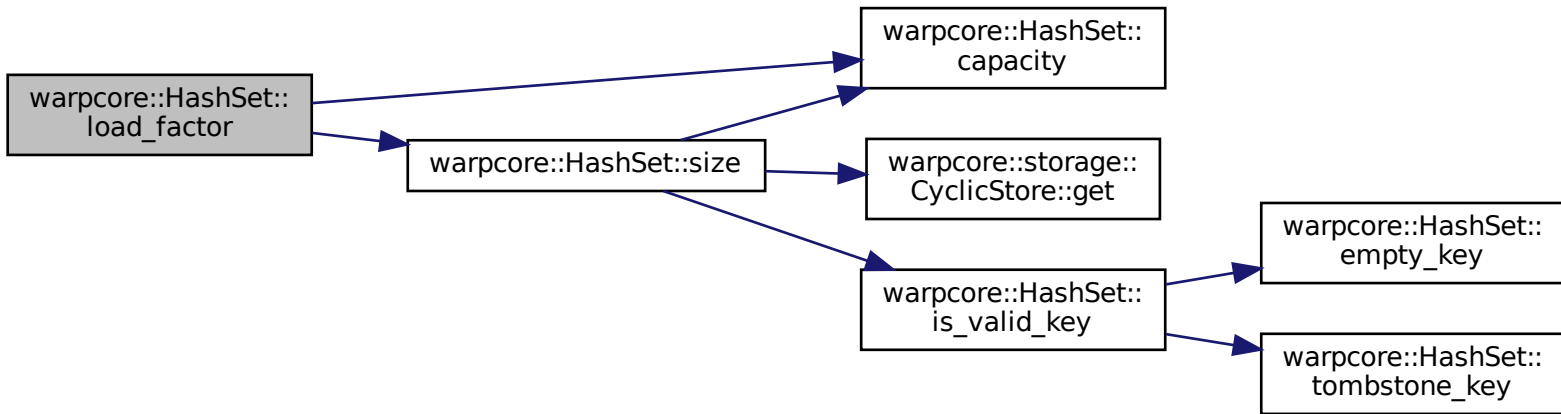 warpcore::HashSet::
load_factor
warpcore::HashSet::size
warpcore::HashSet::
capacity
warpcore::storage::
CyclicStore::get
warpcore::HashSet::
is_valid_key
warpcore::HashSet::
empty_key
warpcore::HashSet::
tombstone_key